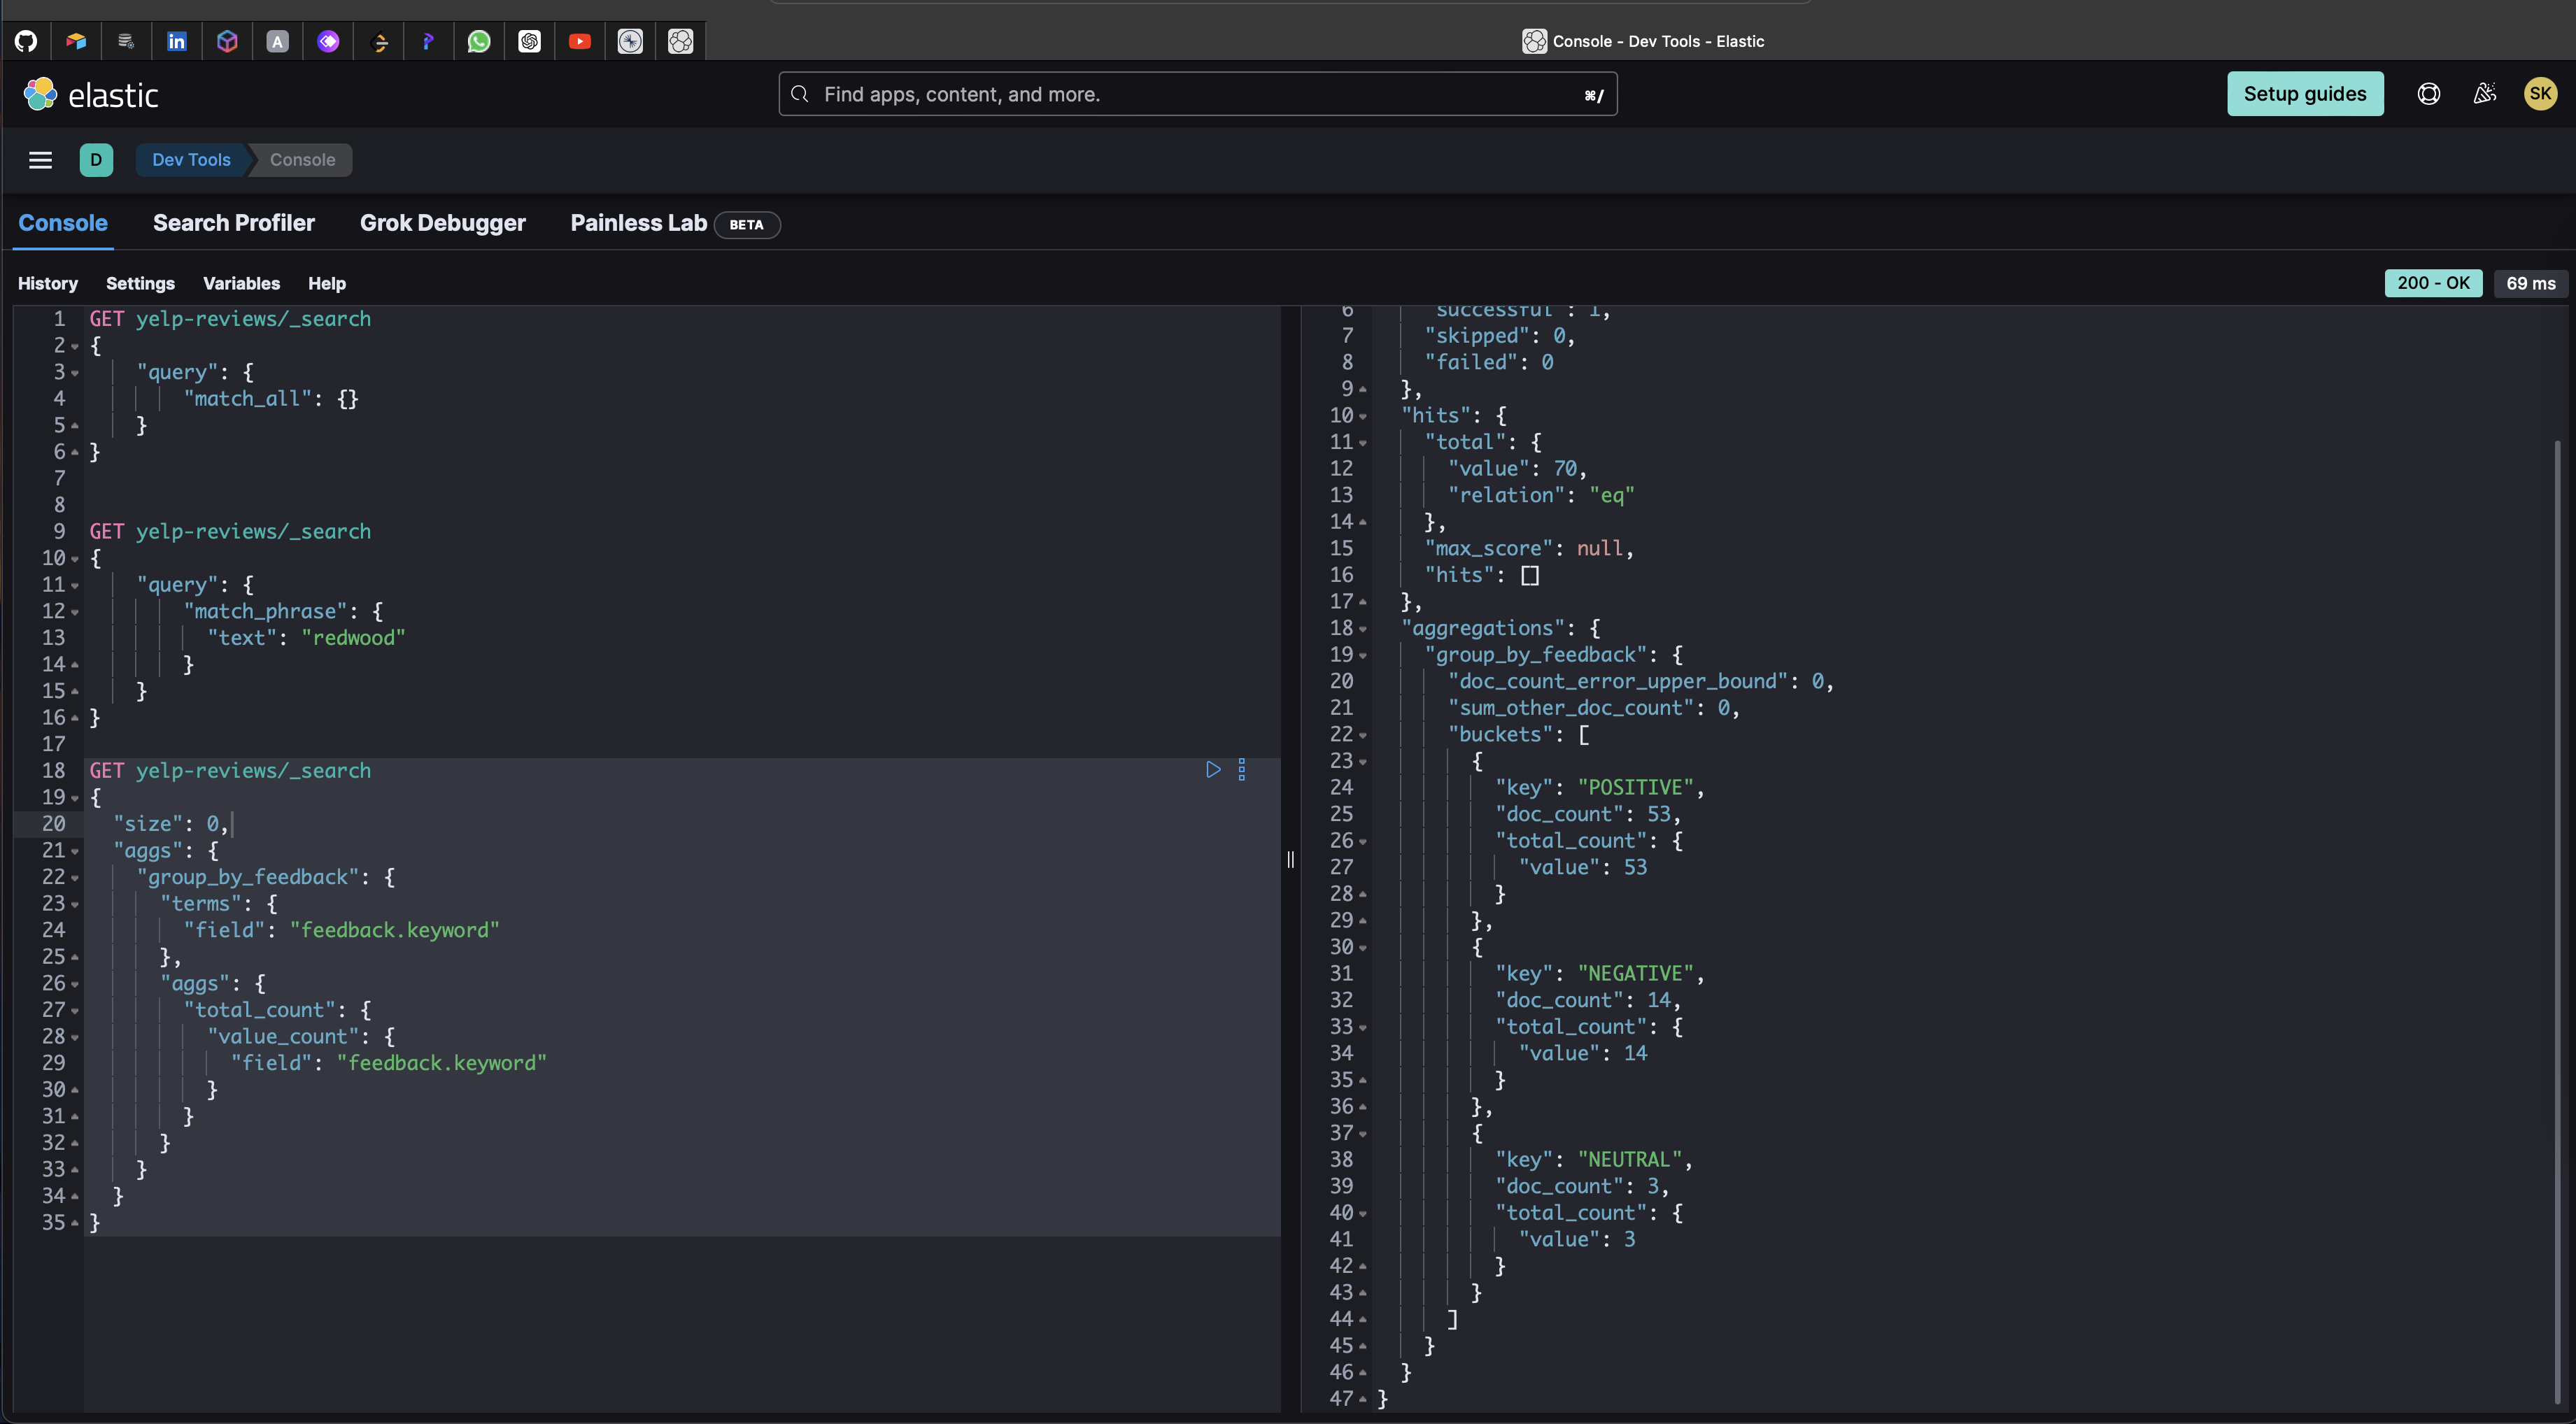 Console - Dev Tools - Elastic
elastic
Find apps, content, and more.
⌘/
Setup guides
SK
D
Dev Tools
Console
Console
Search Profiler
Grok Debugger
Painless Lab
BETA
History
Settings
Variables
Help
200 - OK
69 ms
1 GET yelp-reviews/_search
2 {
3 "query": {
4 "match_all": {}
5 }
6 }
7
8
9 GET yelp-reviews/_search
10 {
11 "query": {
12 "match_phrase": {
13 "text": "redwood"
14 }
15 }
16 }
17
18 GET yelp-reviews/_search
19 {
20 "size": 0,
21 "aggs": {
22 "group_by_feedback": {
23 "terms": {
24 "field": "feedback.keyword"
25 },
26 "aggs": {
27 "total_count": {
28 "value_count": {
29 "field": "feedback.keyword"
30 }
31 }
32 }
33 }
34 }
35 }
6 "successful": 1,
7 "skipped": 0,
8 "failed": 0
9 },
10 "hits": {
11 "total": {
12 "value": 70,
13 "relation": "eq"
14 },
15 "max_score": null,
16 "hits": []
17 },
18 "aggregations": {
19 "group_by_feedback": {
20 "doc_count_error_upper_bound": 0,
21 "sum_other_doc_count": 0,
22 "buckets": [
23 {
24 "key": "POSITIVE",
25 "doc_count": 53,
26 "total_count": {
27 "value": 53
28 }
29 },
30 {
31 "key": "NEGATIVE",
32 "doc_count": 14,
33 "total_count": {
34 "value": 14
35 }
36 },
37 {
38 "key": "NEUTRAL",
39 "doc_count": 3,
40 "total_count": {
41 "value": 3
42 }
43 }
44 ]
45 }
46 }
47 }